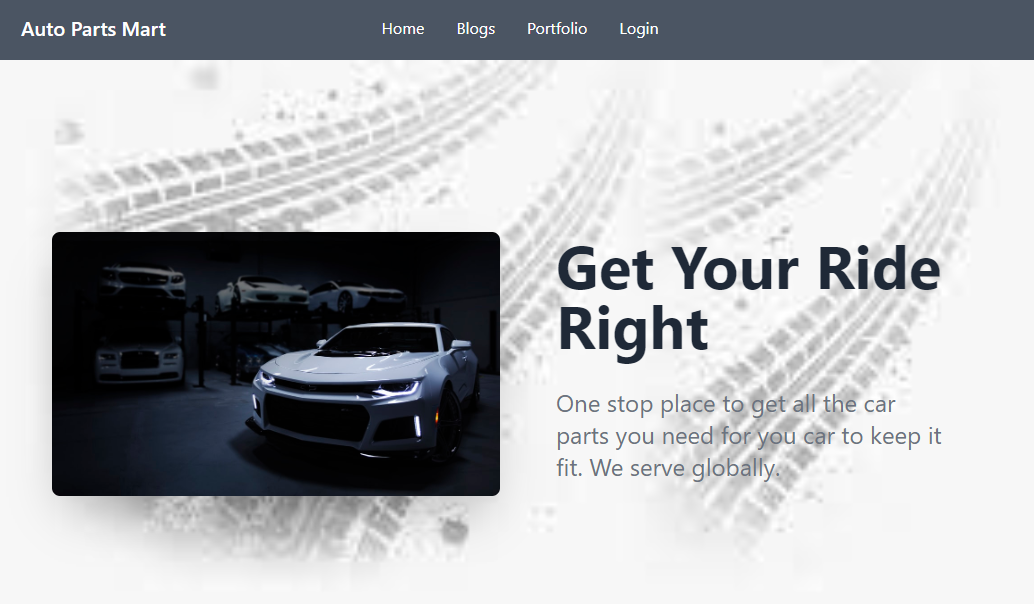 Auto Parts Mart Home Blogs Portfolio Login
Get Your Ride
Right
One stop place to get all the car
parts you need for you car to keep it
fit. We serve globally.